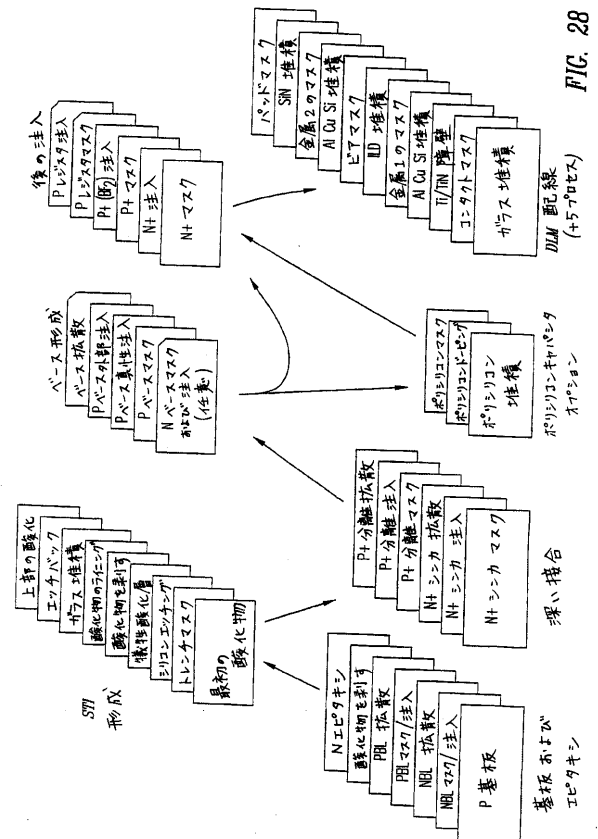 STI
形成
上部の酸化
エッチバック
ガラス堆積
酸化物のライニング
酸化物を剥す
犠牲酸化層
シリコンエッチング
トレンチマスク
最初の
酸化物
ベース形成
ベース拡散
Pベース外部注入
Pベース真性注入
Pベースマスク
Nベースマスク
および注入
(任意)
後の注入
Pレジスタ注入
Pレジスタマスク
P+ 注入
P+マスク
N+注入
N+マスク
Nエピタキシ
酸化物を剥す
PBL 拡散
PBLマスク/注入
NBL 拡散
NBLマスク/注入
P 基板
基板および
エピタキシ
P+分離拡散
P+分離注入
P+分離マスク
N+シンカ 拡散
N+シンカ 注入
N+シンカ マスク
深い接合
ポリシリコンマスク
ポリシリコンドーピング
ポリシリコン
堆積
ポリシリコンキャパシタ
オプション
パッドマスク
SiN 堆積
金属2のマスク
Al Cu Si 堆積
ビアマスク
ILD 堆積
金属1のマスク
Al Cu Si 堆積
Ti/TiN 障壁
コンタクトマスク
ガラス堆積
DLM 配線
(+5プロセス)
FIG. 28